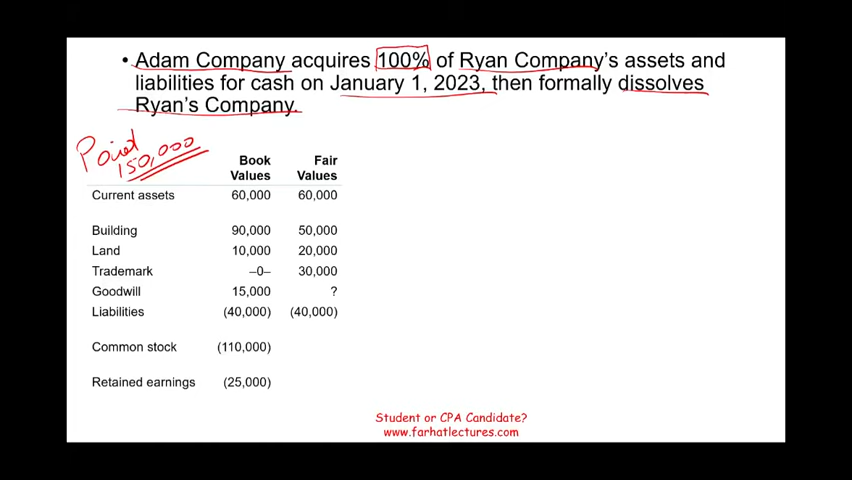 • Adam Company acquires 100% of Ryan Company's assets and
liabilities for cash on January 1, 2023, then formally dissolves
Ryan's Company.
150,000
Book Fair
Values Values
Current assets 60,000 60,000
Building 90,000 50,000
Land 10,000 20,000
Trademark –0– 30,000
Goodwill 15,000 ?
Liabilities (40,000) (40,000)
Common stock (110,000)
Retained earnings (25,000)
Student or CPA Candidate?
www.farhatlectures.com